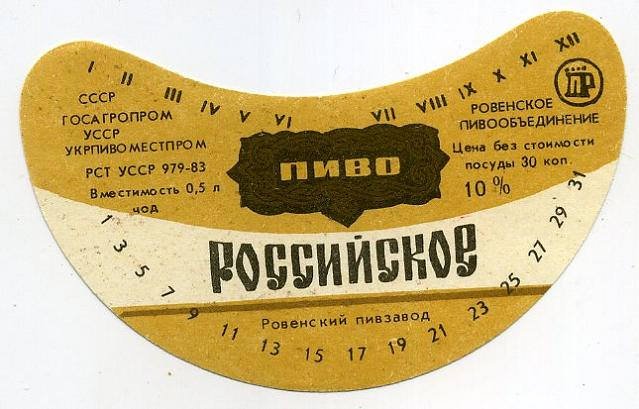 I II III IV V VI VII VIII IX X XI XII
СССР
ГОСАГРОПРОМ
УССР
УКРПИВОМЕСТПРОМ
РСТ УССР 979-83
Вместимость 0,5 л
чод
ПИВО
ПР
РОВЕНСКОЕ
ПИВООБЪЕДИНЕНИЕ
Цена без стоимости
посуды 30 коп.
10%
РОССИЙСКОЕ
Ровенский пивзавод
1 3 5 7 9 11 13 15 17 19 21 23 25 27 29 31